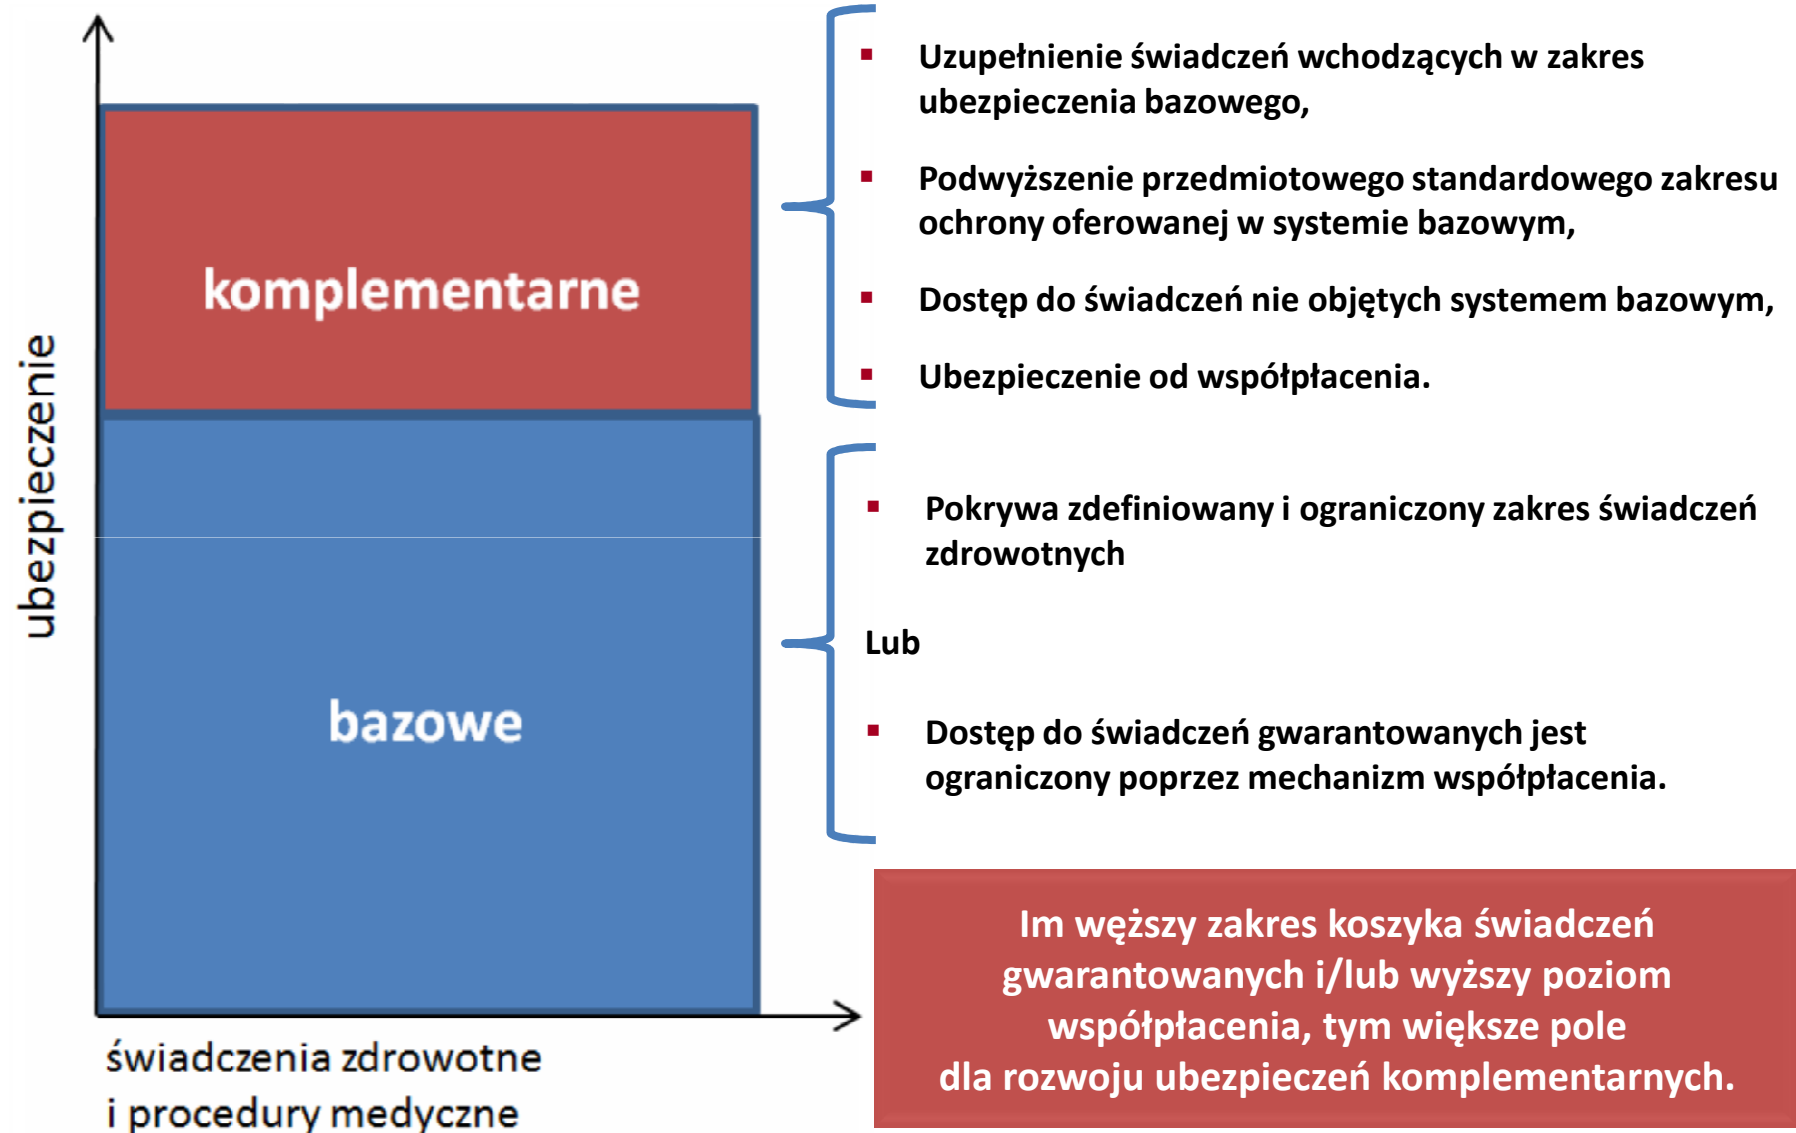 Uzupełnienie świadczeń wchodzących w zakres
ubezpieczenia bazowego,
Podwyższenie przedmiotowego standardowego zakresu
ochrony oferowanej w systemie bazowym,
Dostęp do świadczeń nie objętych systemem bazowym,
Ubezpieczenie od współpłacenia.
komplementarne
ubezpieczenie
Pokrywa zdefiniowany i ograniczony zakres świadczeń
zdrowotnych
Lub
Dostęp do świadczeń gwarantowanych jest
ograniczony poprzez mechanizm współpłacenia.
bazowe
Im węższy zakres koszyka świadczeń
gwarantowanych i/lub wyższy poziom
współpłacenia, tym większe pole
dla rozwoju ubezpieczeń komplementarnych.
świadczenia zdrowotne
i procedury medyczne